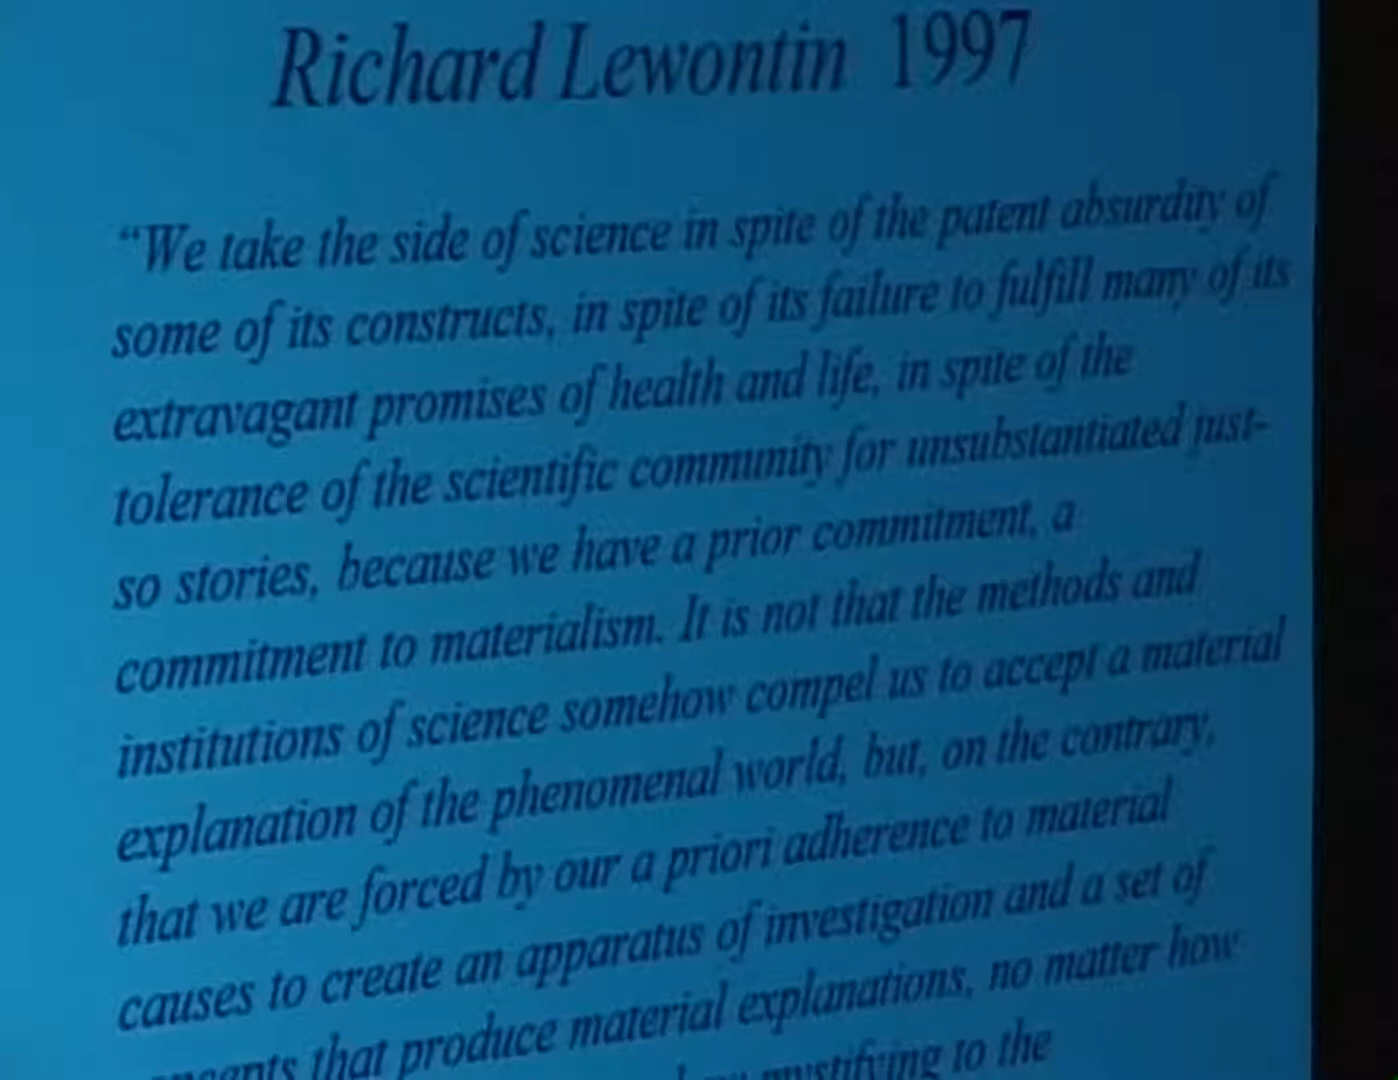 Richard Lewontin 1997
“We take the side of science in spite of the patent absurdity of
some of its constructs, in spite of its failure to fulfill many of its
extravagant promises of health and life, in spite of the
tolerance of the scientific community for unsubstantiated just-
so stories, because we have a prior commitment, a
commitment to materialism. It is not that the methods and
institutions of science somehow compel us to accept a material
explanation of the phenomenal world, but, on the contrary,
that we are forced by our a priori adherence to material
causes to create an apparatus of investigation and a set of
that produce material explanations, no matter how
mystifying to the